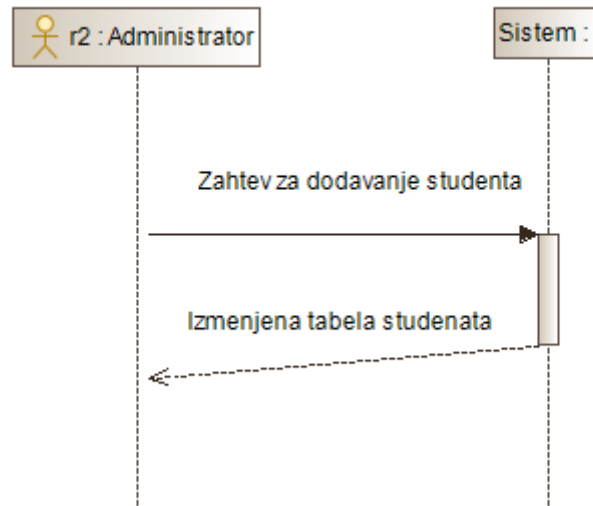 r2 : Administrator
Sistem :
Zahtev za dodavanje studenta
Izmenjena tabela studenata